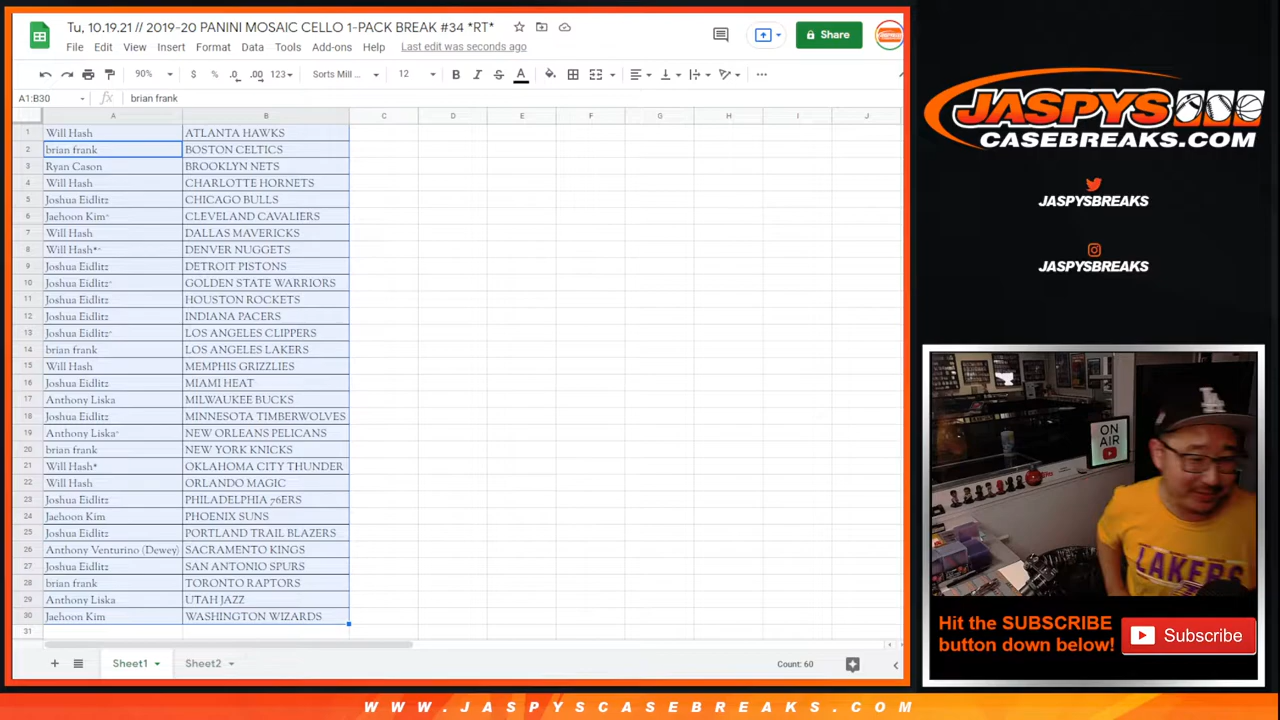 Tu, 10.19.21 // 2019-20 PANINI MOSAIC CELLO 1-PACK BREAK #34 *RT*
File Edit View Insert Format Data Tools Add-ons Help Last edit was seconds ago
Share
90% $ % .0 .00 123 Sorts Mill ... 12 B I S A
A1:B30 fx brian frank
A B C D E F G H I J
1 Will Hash ATLANTA HAWKS
2 brian frank BOSTON CELTICS
3 Ryan Cason BROOKLYN NETS
4 Will Hash CHARLOTTE HORNETS
5 Joshua Eidlitz CHICAGO BULLS
6 Jaehoon Kim^ CLEVELAND CAVALIERS
7 Will Hash DALLAS MAVERICKS
8 Will Hash*^ DENVER NUGGETS
9 Joshua Eidlitz DETROIT PISTONS
10 Joshua Eidlitz^ GOLDEN STATE WARRIORS
11 Joshua Eidlitz HOUSTON ROCKETS
12 Joshua Eidlitz INDIANA PACERS
13 Joshua Eidlitz^ LOS ANGELES CLIPPERS
14 brian frank LOS ANGELES LAKERS
15 Will Hash MEMPHIS GRIZZLIES
16 Joshua Eidlitz MIAMI HEAT
17 Anthony Liska MILWAUKEE BUCKS
18 Joshua Eidlitz MINNESOTA TIMBERWOLVES
19 Anthony Liska^ NEW ORLEANS PELICANS
20 brian frank NEW YORK KNICKS
21 Will Hash* OKLAHOMA CITY THUNDER
22 Will Hash ORLANDO MAGIC
23 Joshua Eidlitz PHILADELPHIA 76ERS
24 Jaehoon Kim PHOENIX SUNS
25 Joshua Eidlitz PORTLAND TRAIL BLAZERS
26 Anthony Venturino (Dewey) SACRAMENTO KINGS
27 Joshua Eidlitz SAN ANTONIO SPURS
28 brian frank TORONTO RAPTORS
29 Anthony Liska UTAH JAZZ
30 Jaehoon Kim WASHINGTON WIZARDS
31
Sheet1 Sheet2 Count: 60
JASPYS
CASEBREAKS.COM
JASPYSBREAKS
JASPYSBREAKS
ON
AIR
LAKERS
Hit the SUBSCRIBE
button down below!
Subscribe
WWW.JASPYSCASEBREAKS.COM